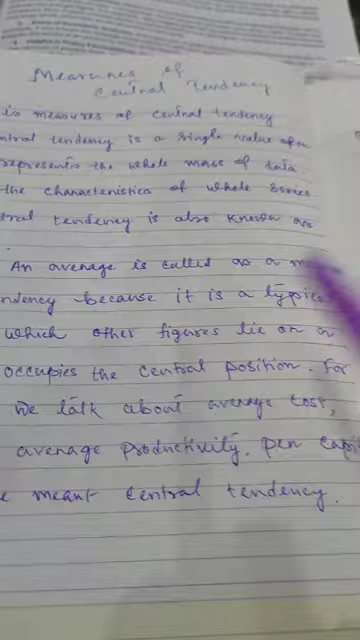 Measures of
Central Tendency
is measures of central tendency
ntral tendency is a single value of
represents the whole mass of data
the characteristics of whole series
tral tendency is also known as
An average is called as a m
ndency because it is a typica
which other figures lie on a
occupies the central position. For
we talk about average cost,
average productivity, per capi
e meant central tendency.